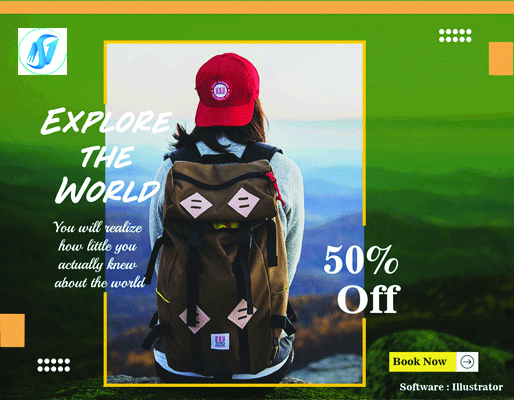 EXPLORE
THE
WORLD
You will realize
how little you
actually knew
about the world
50%
Off
Book Now
Software : Illustrator